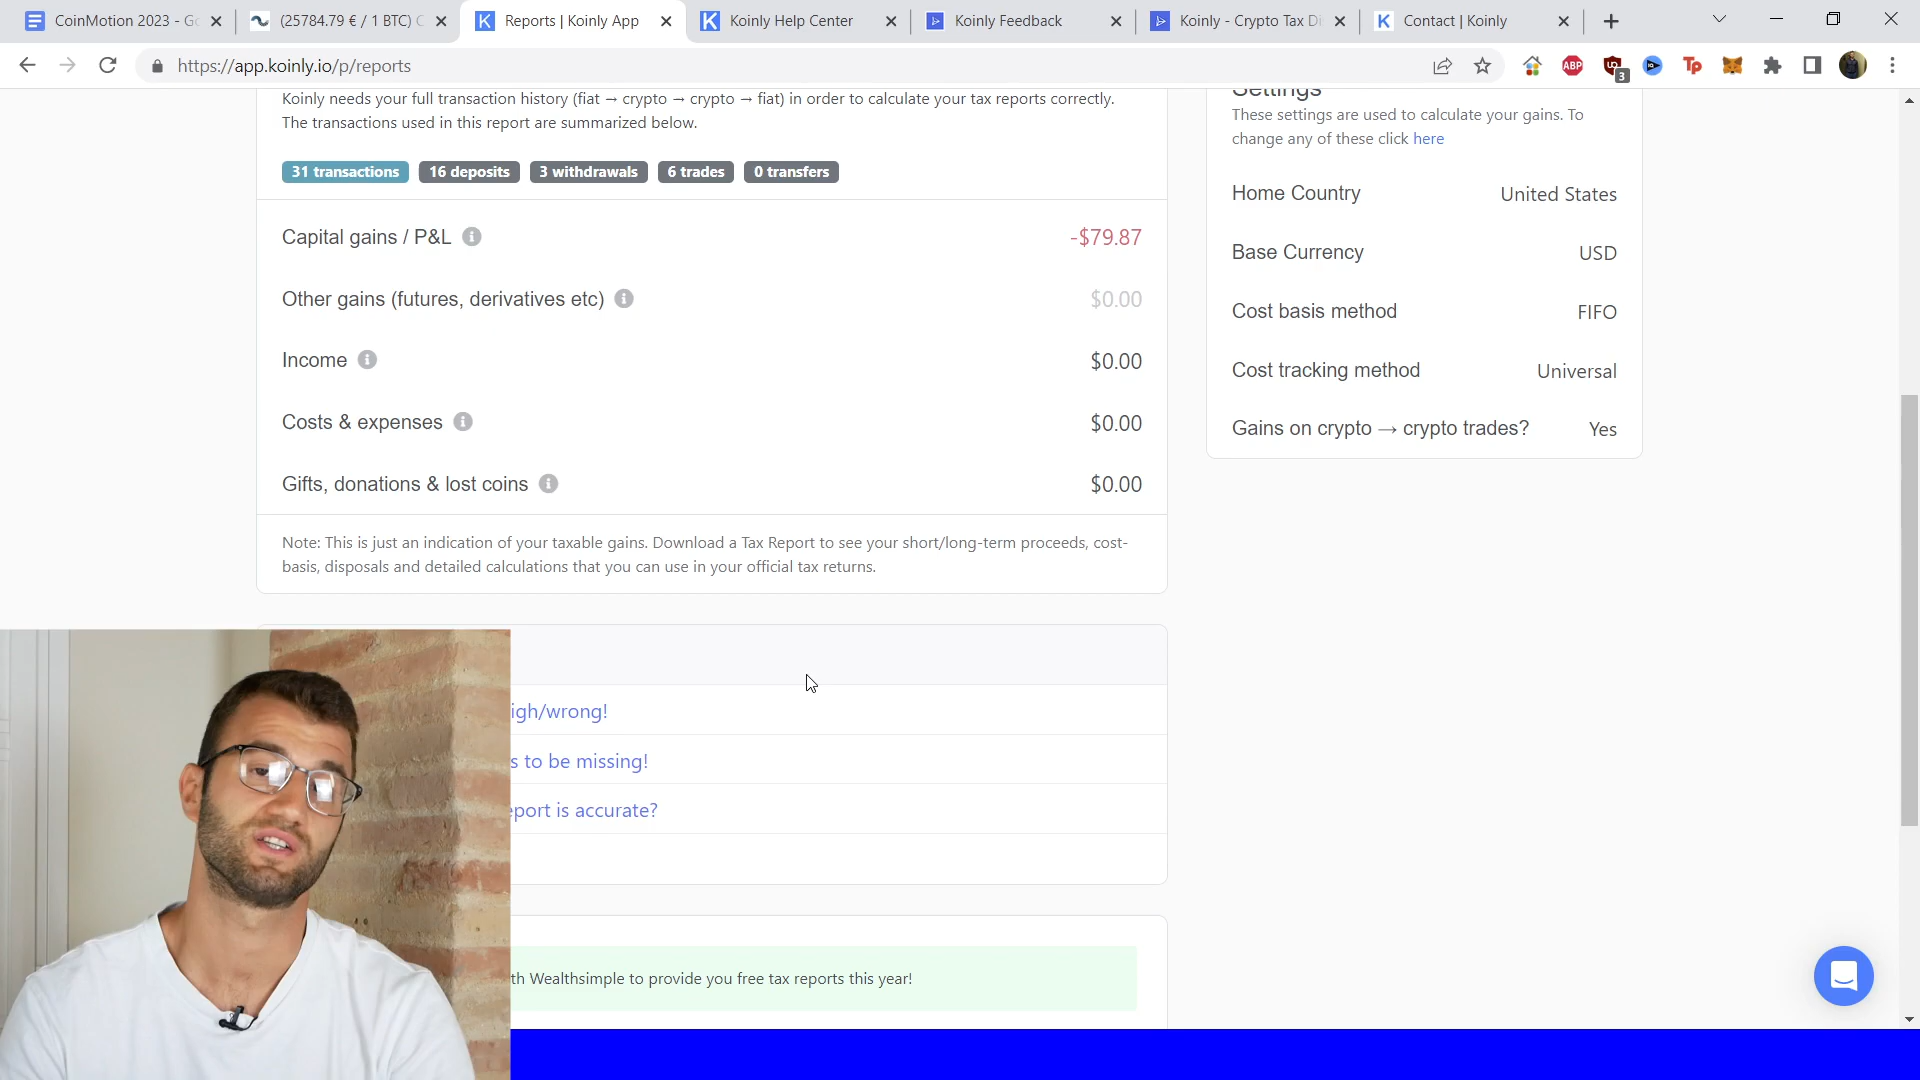 CoinMotion 2023 - G
(25784.79 € / 1 BTC) C
Reports | Koinly App
Koinly Help Center
Koinly Feedback
Koinly - Crypto Tax Di
Contact | Koinly
https://app.koinly.io/p/reports
ABP
3
Tp
Koinly needs your full transaction history (fiat → crypto → crypto → fiat) in order to calculate your tax reports correctly.
The transactions used in this report are summarized below.
31 transactions
16 deposits
3 withdrawals
6 trades
0 transfers
Capital gains / P&L
-$79.87
Other gains (futures, derivatives etc)
$0.00
Income
$0.00
Costs & expenses
$0.00
Gifts, donations & lost coins
$0.00
Note: This is just an indication of your taxable gains. Download a Tax Report to see your short/long-term proceeds, cost-
basis, disposals and detailed calculations that you can use in your official tax returns.
Settings
These settings are used to calculate your gains. To
change any of these click here
Home Country
United States
Base Currency
USD
Cost basis method
FIFO
Cost tracking method
Universal
Gains on crypto → crypto trades?
Yes
igh/wrong!
s to be missing!
eport is accurate?
th Wealthsimple to provide you free tax reports this year!